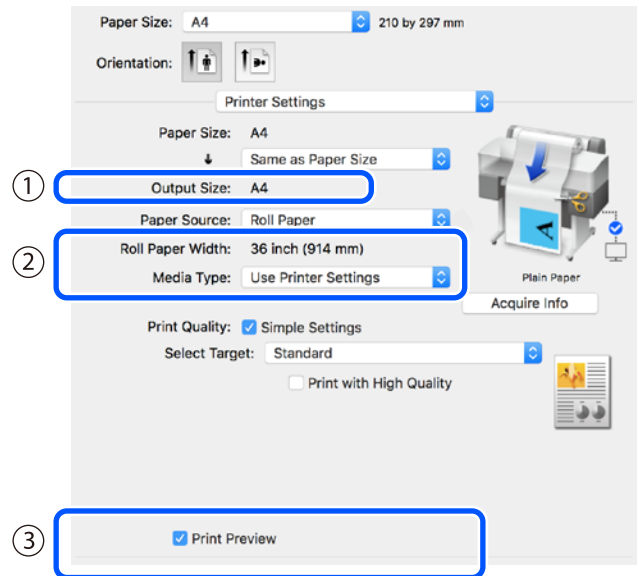 Paper Size: A4 210 by 297 mm
Orientation:
Printer Settings
Paper Size: A4
Same as Paper Size
① Output Size: A4
Paper Source: Roll Paper
② Roll Paper Width: 36 inch (914 mm)
Media Type: Use Printer Settings
Plain Paper
Acquire Info
Print Quality: Simple Settings
Select Target: Standard
Print with High Quality
③ Print Preview